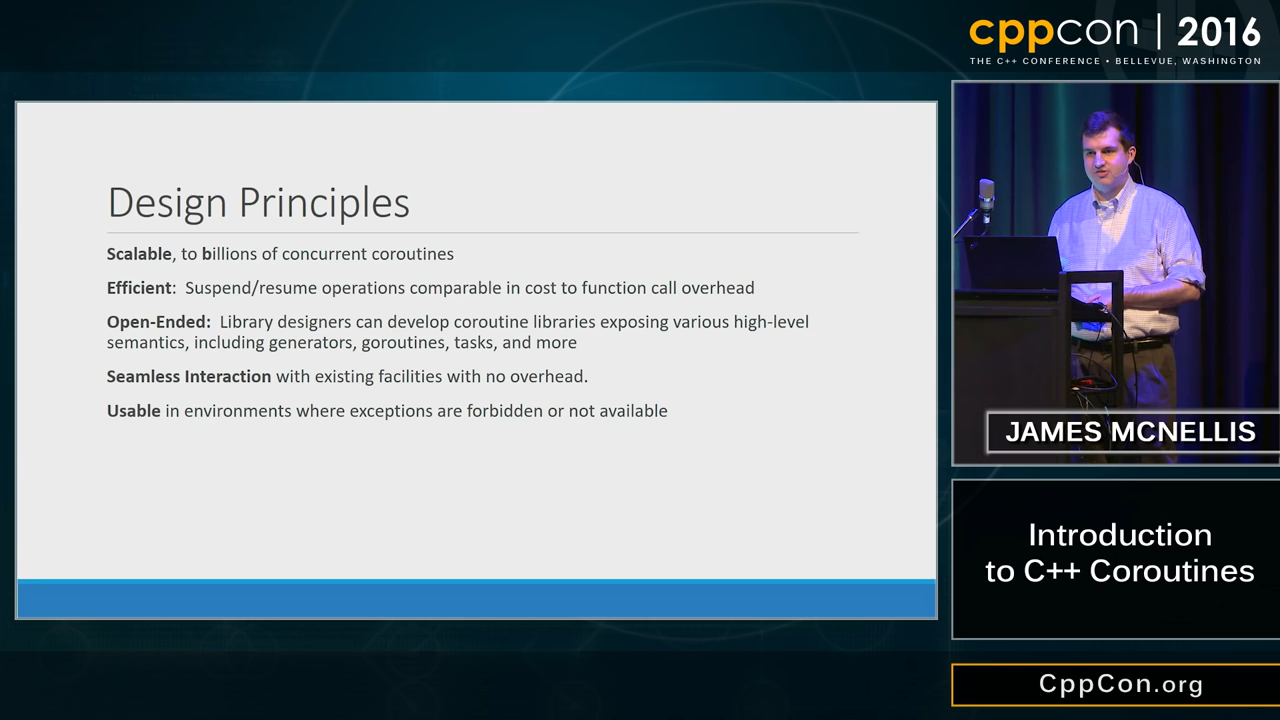 cppcon | 2016
THE C++ CONFERENCE • BELLEVUE, WASHINGTON
Design Principles
Scalable, to billions of concurrent coroutines
Efficient:  Suspend/resume operations comparable in cost to function call overhead
Open-Ended:  Library designers can develop coroutine libraries exposing various high-level
semantics, including generators, goroutines, tasks, and more
Seamless Interaction with existing facilities with no overhead.
Usable in environments where exceptions are forbidden or not available
JAMES MCNELLIS
Introduction
to C++ Coroutines
CppCon.org